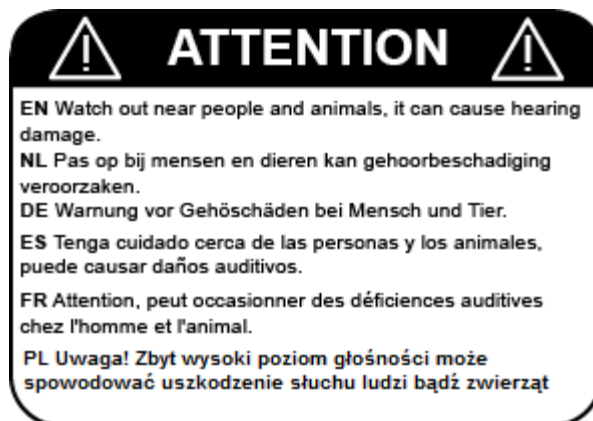 ATTENTION
EN Watch out near people and animals, it can cause hearing
damage.
NL Pas op bij mensen en dieren kan gehoorbeschadiging
veroorzaken.
DE Warnung vor Gehöschäden bei Mensch und Tier.
ES Tenga cuidado cerca de las personas y los animales,
puede causar daños auditivos.
FR Attention, peut occasionner des déficiences auditives
chez l'homme et l'animal.
PL Uwaga! Zbyt wysoki poziom głośności może
spowodować uszkodzenie słuchu ludzi bądź zwierząt